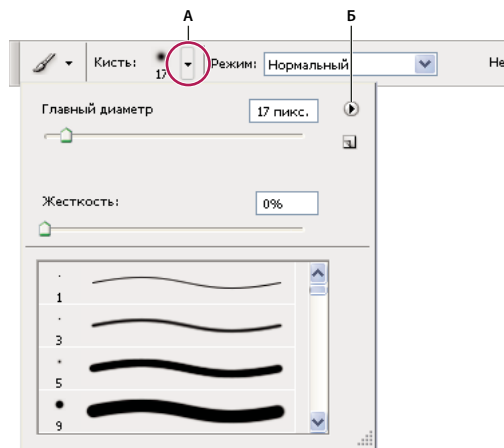 А Б
Кисть: 17 Режим: Нормальный Не
Главный диаметр 17 пикс.
Жесткость: 0%
1
3
5
9